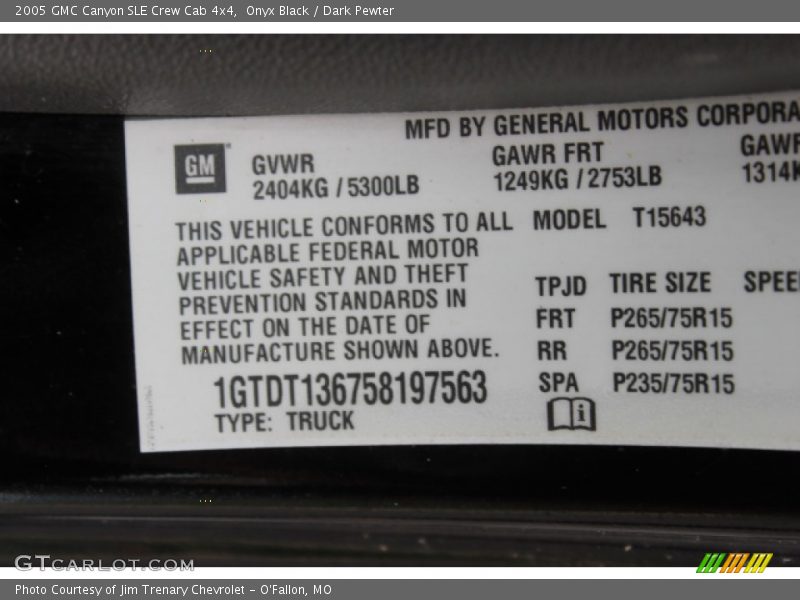 2005 GMC Canyon SLE Crew Cab 4x4, Onyx Black / Dark Pewter
MFD BY GENERAL MOTORS CORPORA
GM
GVWR GAWR FRT GAWR
2404KG / 5300LB 1249KG / 2753LB 1314K
THIS VEHICLE CONFORMS TO ALL MODEL T15643
APPLICABLE FEDERAL MOTOR
VEHICLE SAFETY AND THEFT TPJD TIRE SIZE SPEE
PREVENTION STANDARDS IN FRT P265/75R15
EFFECT ON THE DATE OF RR P265/75R15
MANUFACTURE SHOWN ABOVE. SPA P235/75R15
1GTDT136758197563
TYPE: TRUCK
GTCARLOT.COM
Photo Courtesy of Jim Trenary Chevrolet - O'Fallon, MO